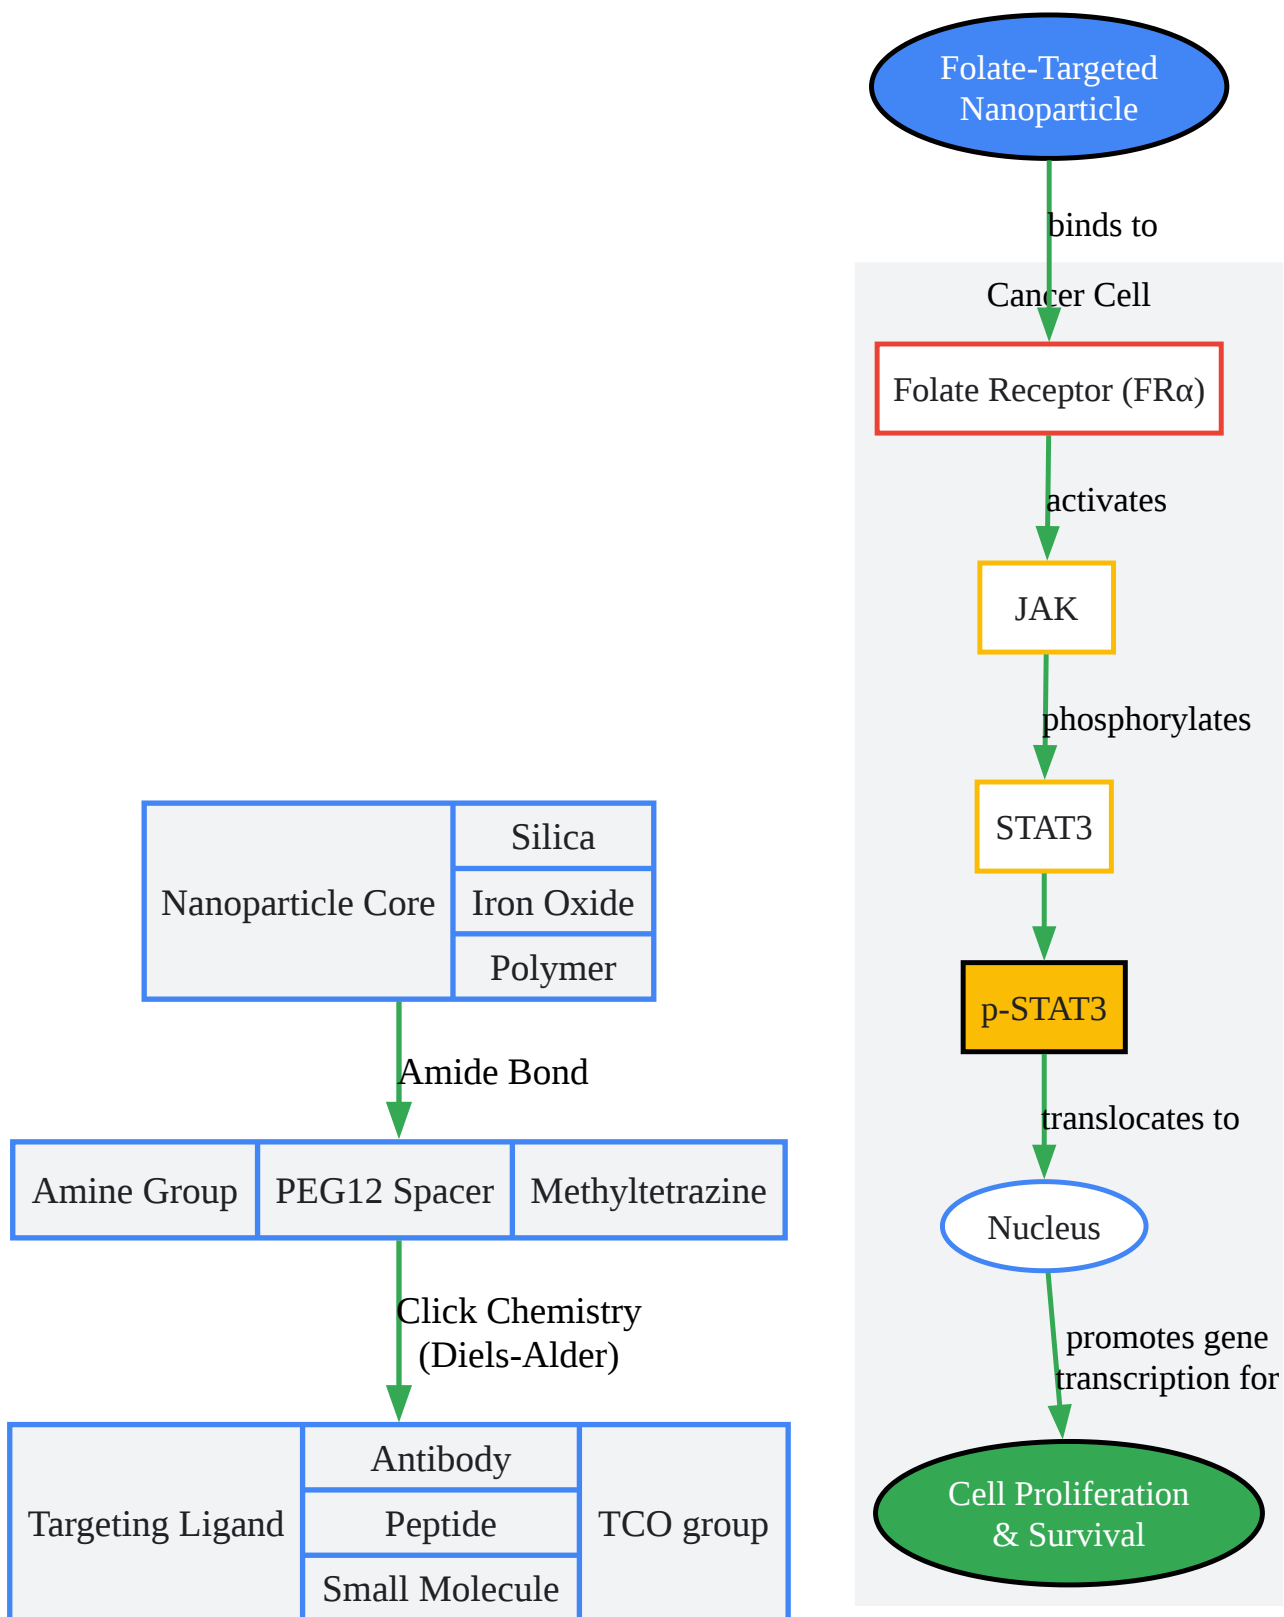 Nanoparticle Core
Silica
Iron Oxide
Polymer
Amide Bond
Amine Group
PEG12 Spacer
Methyltetrazine
Click Chemistry
(Diels-Alder)
Targeting Ligand
Antibody
Peptide
Small Molecule
TCO group
Folate-Targeted
Nanoparticle
binds to
Cancer Cell
Folate Receptor (FRα)
activates
JAK
phosphorylates
STAT3
p-STAT3
translocates to
Nucleus
promotes gene
transcription for
Cell Proliferation
& Survival